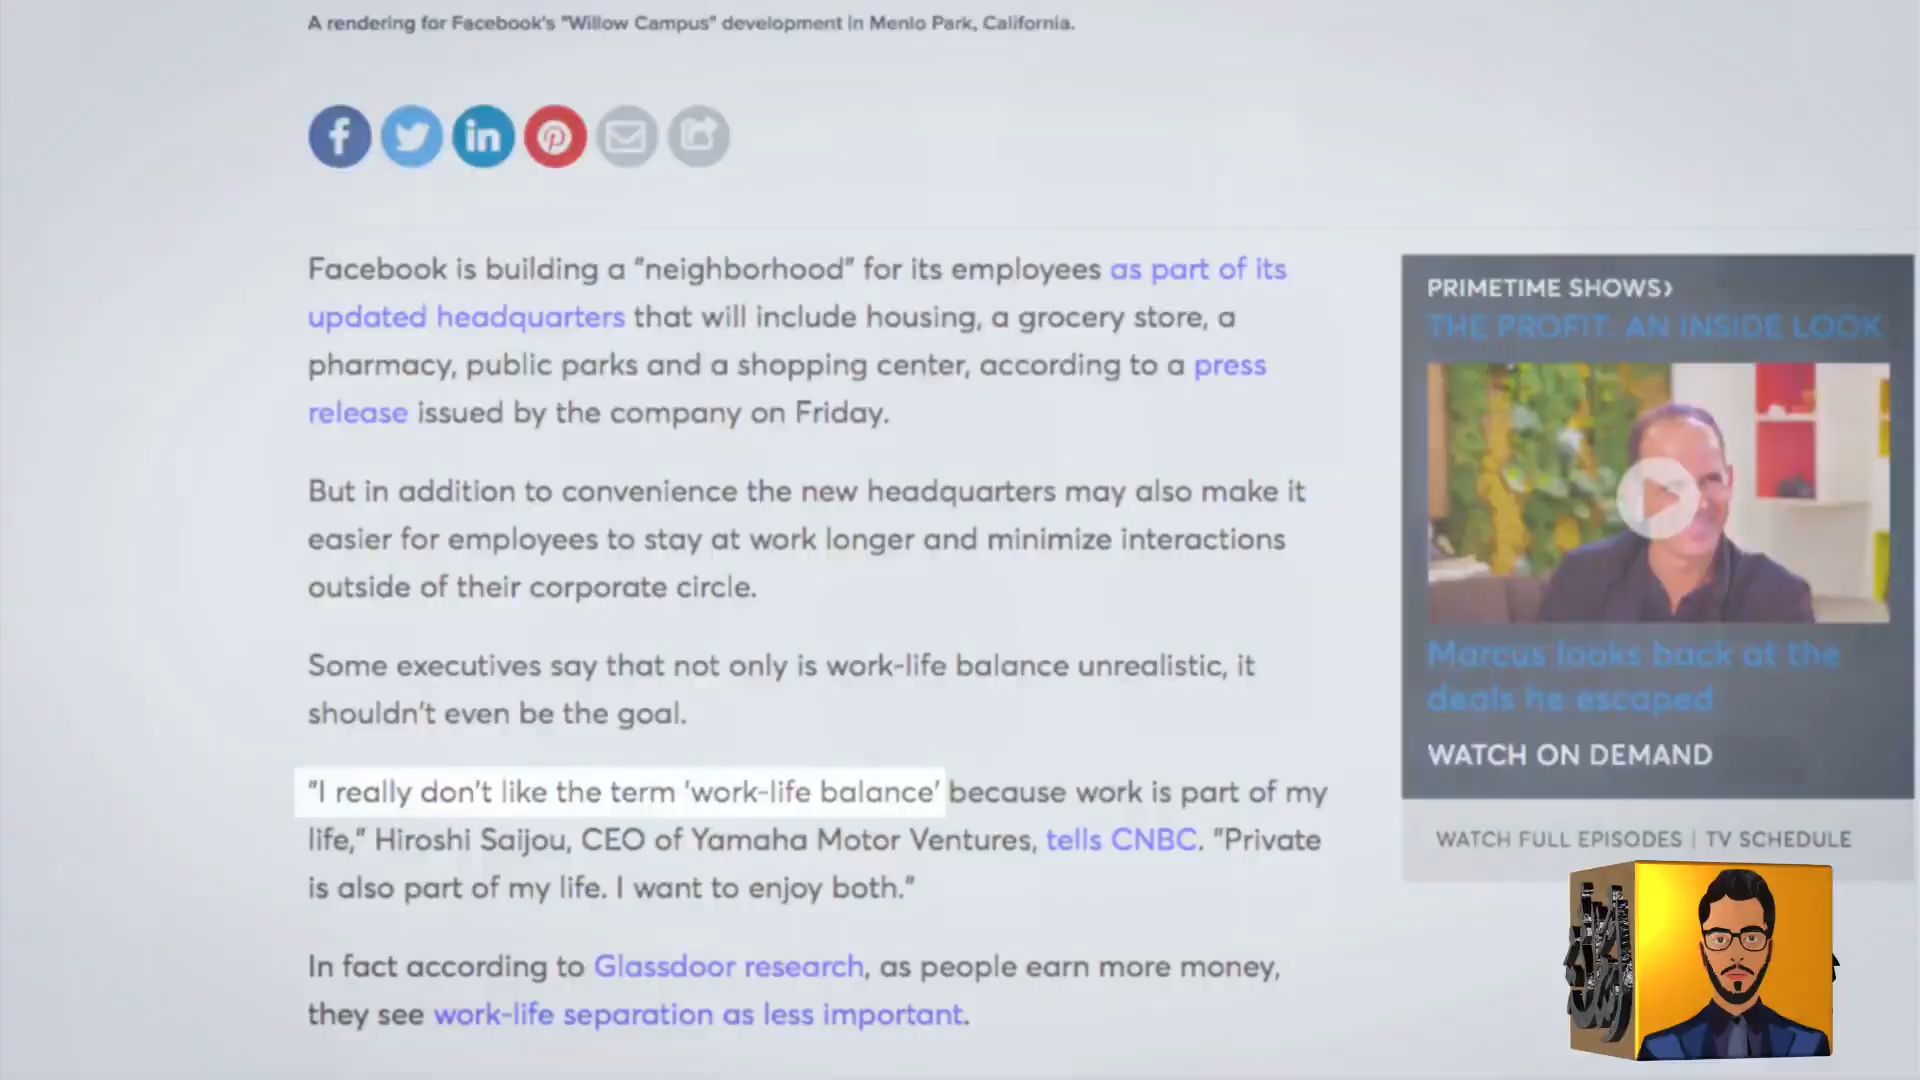 A rendering for Facebook's "Willow Campus" development in Menlo Park, California.
Facebook is building a "neighborhood" for its employees as part of its
updated headquarters that will include housing, a grocery store, a
pharmacy, public parks and a shopping center, according to a press
release issued by the company on Friday.
But in addition to convenience the new headquarters may also make it
easier for employees to stay at work longer and minimize interactions
outside of their corporate circle.
Some executives say that not only is work-life balance unrealistic, it
shouldn't even be the goal.
"I really don't like the term 'work-life balance' because work is part of my
life," Hiroshi Saijou, CEO of Yamaha Motor Ventures, tells CNBC. "Private
is also part of my life. I want to enjoy both."
In fact according to Glassdoor research, as people earn more money,
they see work-life separation as less important.
PRIMETIME SHOWS›
THE PROFIT: AN INSIDE LOOK
Marcus looks back at the
deals he escaped
WATCH ON DEMAND
WATCH FULL EPISODES | TV SCHEDULE